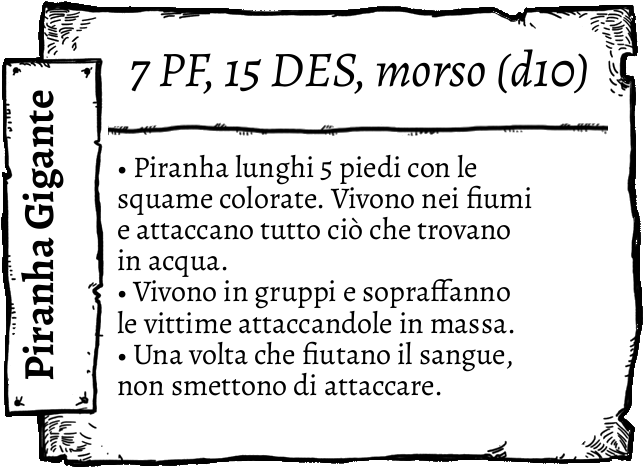 Piranha Gigante
7 PF, 15 DES, morso (d10)
• Piranha lunghi 5 piedi con le
squame colorate. Vivono nei fiumi
e attaccano tutto ciò che trovano
in acqua.
• Vivono in gruppi e sopraffanno
le vittime attaccandole in massa.
• Una volta che fiutano il sangue,
non smettono di attaccare.